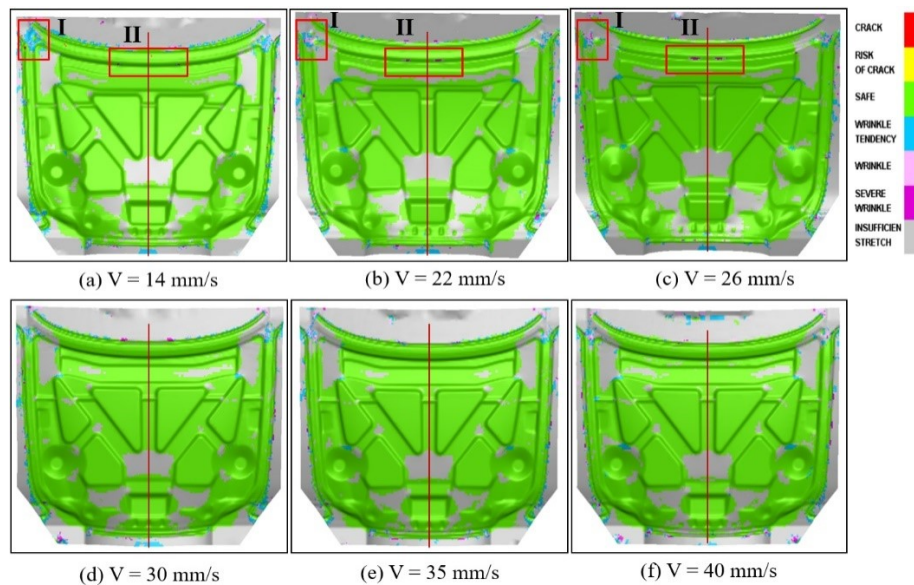 I
II
I
II
I
II
CRACK
RISK
OF CRACK
SAFE
WRINKLE
TENDENCY
WRINKLE
SEVERE
WRINKLE
INSUFFICIEN
STRETCH
(a) V = 14 mm/s
(b) V = 22 mm/s
(c) V = 26 mm/s
(d) V = 30 mm/s
(e) V = 35 mm/s
(f) V = 40 mm/s